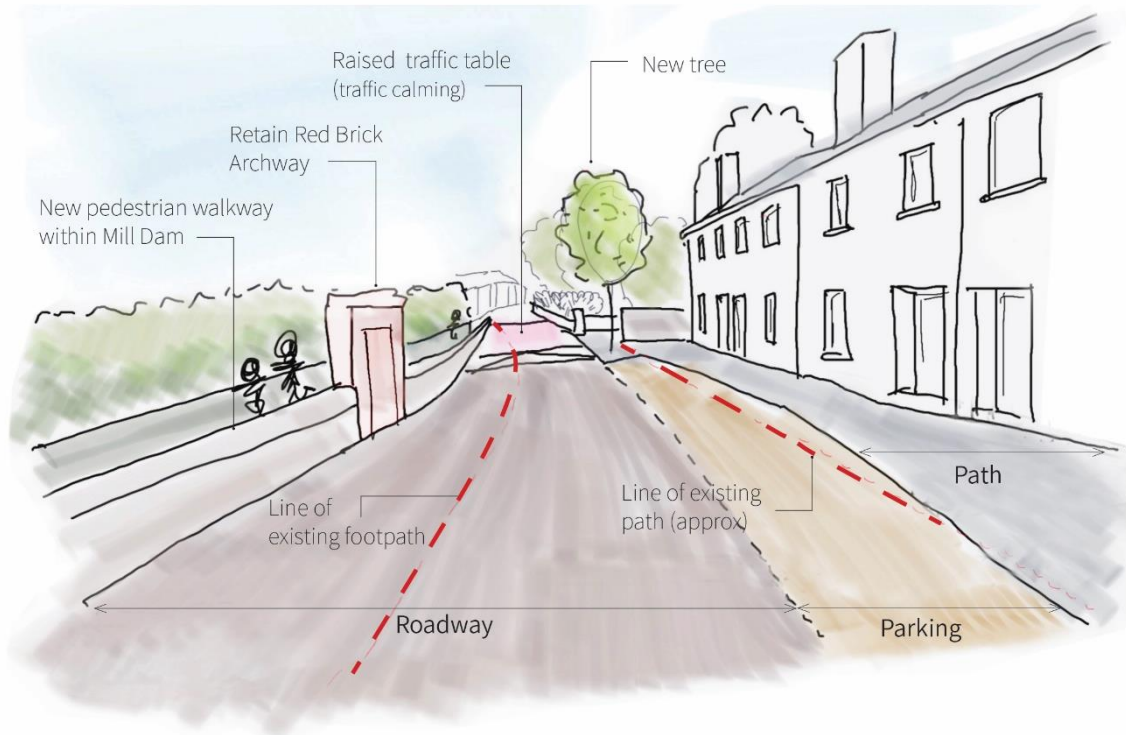 Raised traffic table
(traffic calming)
New tree
Retain Red Brick
Archway
New pedestrian walkway
within Mill Dam
Line of
existing footpath
Line of existing
path (approx)
Path
Roadway
Parking